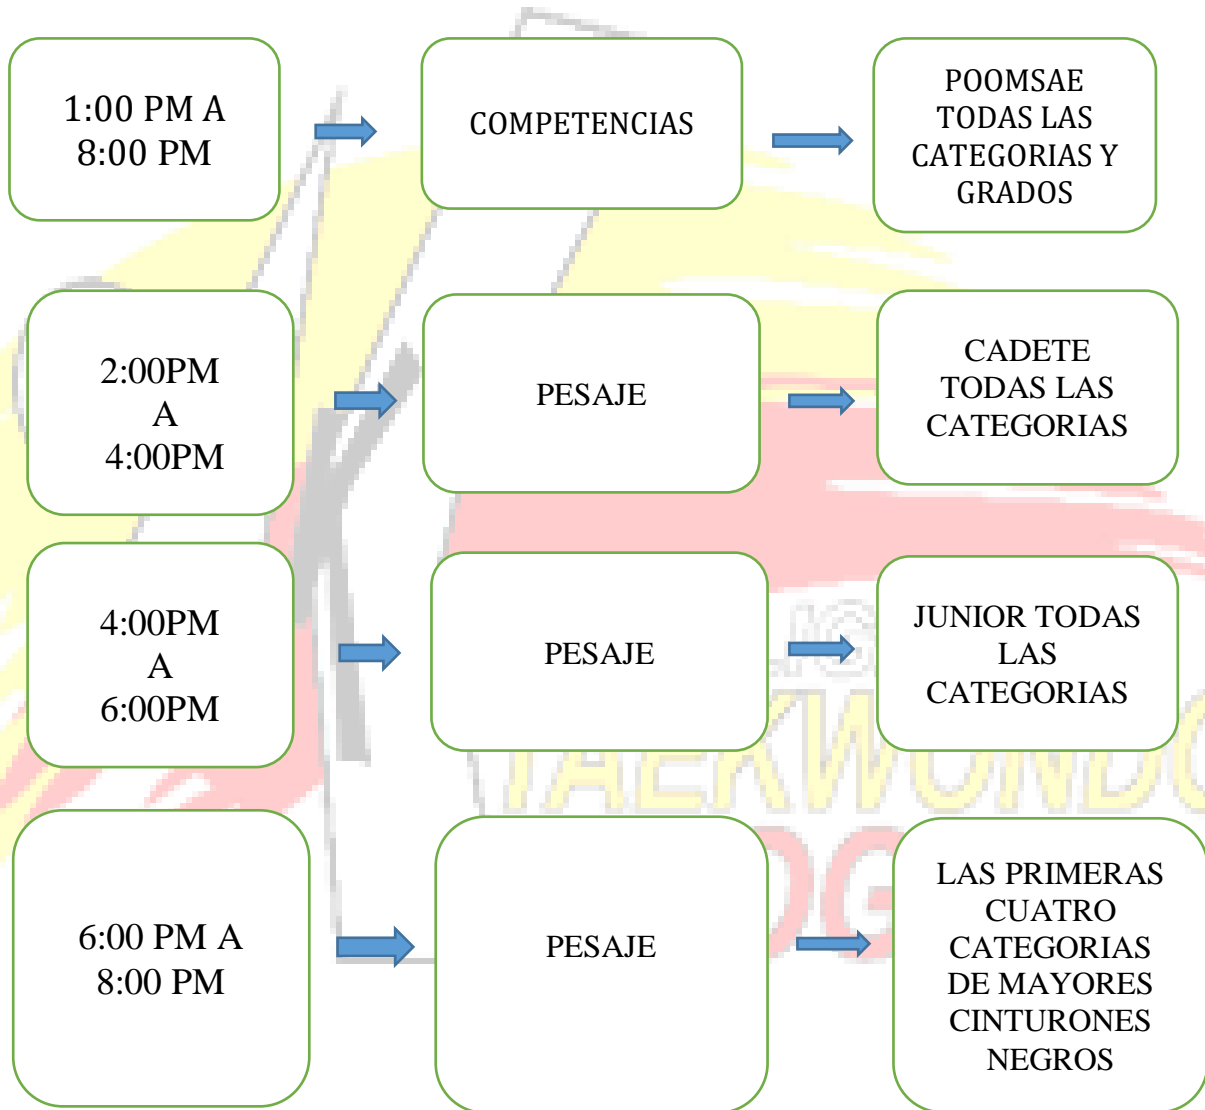 1:00 PM A
8:00 PM
COMPETENCIAS
POOMSAE
TODAS LAS
CATEGORIAS Y
GRADOS
2:00PM
A
4:00PM
PESAJE
CADETE
TODAS LAS
CATEGORIAS
4:00PM
A
6:00PM
PESAJE
JUNIOR TODAS
LAS
CATEGORIAS
TAEKWONDO
6:00 PM A
8:00 PM
PESAJE
LAS PRIMERAS
CUATRO
CATEGORIAS
DE MAYORES
CINTURONES
NEGROS